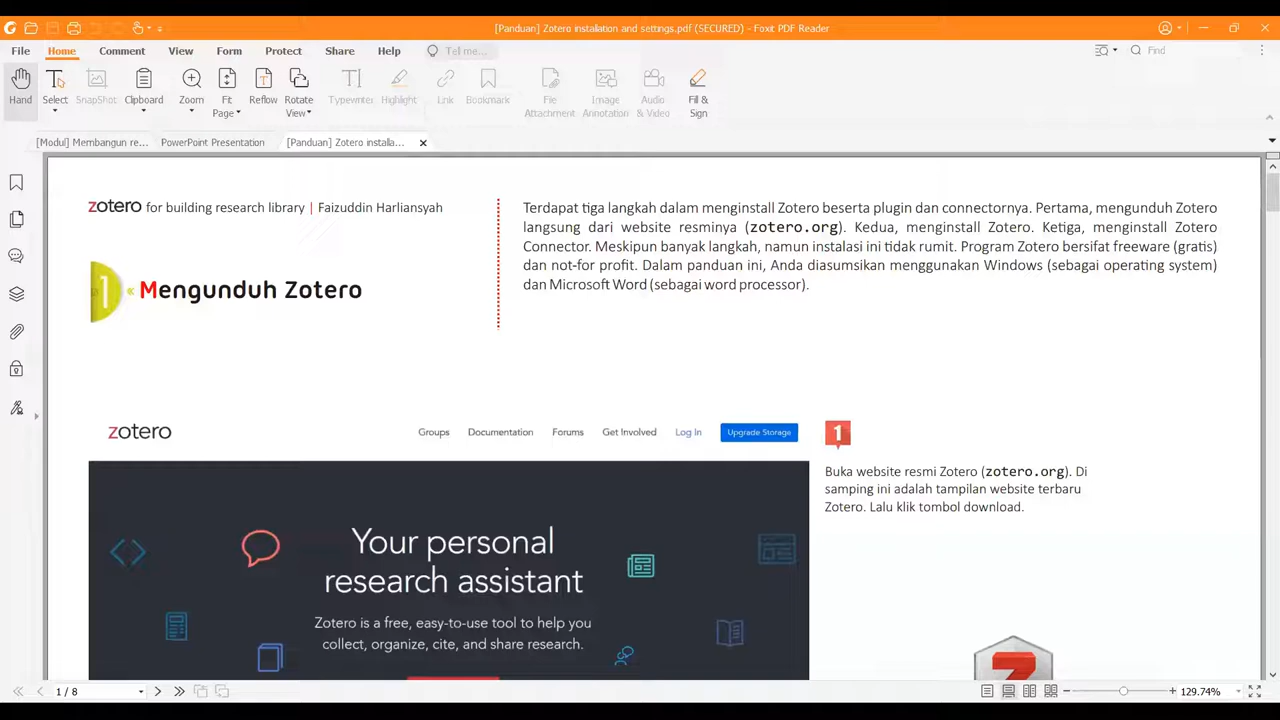 [Panduan] Zotero installation and settings.pdf (SECURED) - Foxit PDF Reader
File Home Comment View Form Protect Share Help Tell me... Find
Hand Select SnapShot Clipboard Zoom Fit Page Reflow Rotate View Typewriter Highlight Link Bookmark File Attachment Image Annotation Audio & Video Fill & Sign
[Modul] Membangun re... PowerPoint Presentation [Panduan] Zotero installa...
zotero for building research library | Faizuddin Harliansyah
1 « Mengunduh Zotero
Terdapat tiga langkah dalam menginstall Zotero beserta plugin dan connectornya. Pertama, mengunduh Zotero
langsung dari website resminya (zotero.org). Kedua, menginstall Zotero. Ketiga, menginstall Zotero
Connector. Meskipun banyak langkah, namun instalasi ini tidak rumit. Program Zotero bersifat freeware (gratis)
dan not-for profit. Dalam panduan ini, Anda diasumsikan menggunakan Windows (sebagai operating system)
dan Microsoft Word (sebagai word processor).
zotero Groups Documentation Forums Get Involved Log In Upgrade Storage
Your personal
research assistant
Zotero is a free, easy-to-use tool to help you
collect, organize, cite, and share research.
1
Buka website resmi Zotero (zotero.org). Di
samping ini adalah tampilan website terbaru
Zotero. Lalu klik tombol download.
1 / 8 129.74%